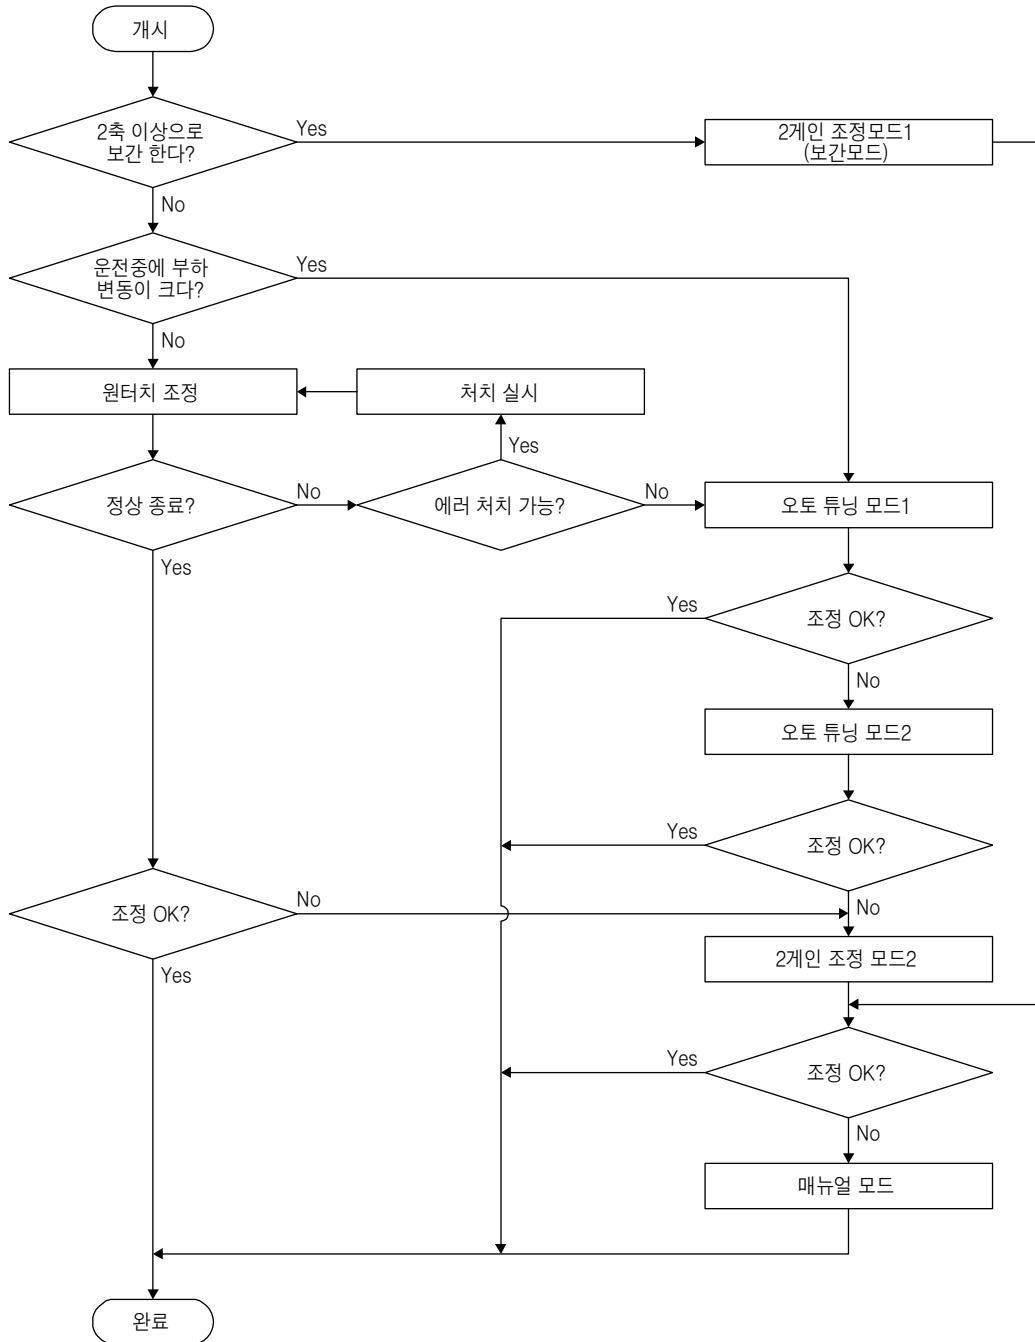 개시
2축 이상으로
보간 한다?
Yes
2게인 조정모드1
(보간모드)
No
운전중에 부하
변동이 크다?
Yes
No
원터치 조정
처치 실시
Yes
정상 종료?
No
에러 처치 가능?
No
오토 튜닝 모드1
Yes
Yes
조정 OK?
No
오토 튜닝 모드2
Yes
조정 OK?
조정 OK?
No
No
Yes
2게인 조정 모드2
Yes
조정 OK?
No
매뉴얼 모드
완료